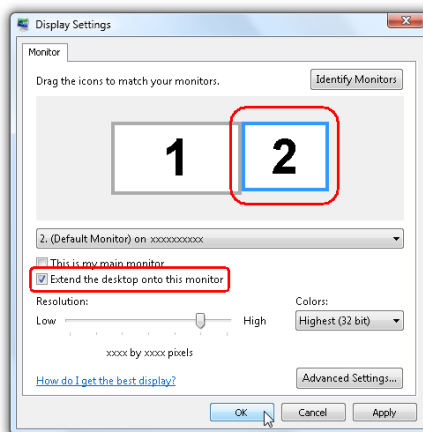 Display Settings
Monitor
Drag the icons to match your monitors.
Identify Monitors
1
2
2. (Default Monitor) on xxxxxxxxxx
This is my main monitor
Extend the desktop onto this monitor
Resolution:
Colors:
Low
High
Highest (32 bit)
xxxx by xxxx pixels
How do I get the best display?
Advanced Settings...
OK
Cancel
Apply